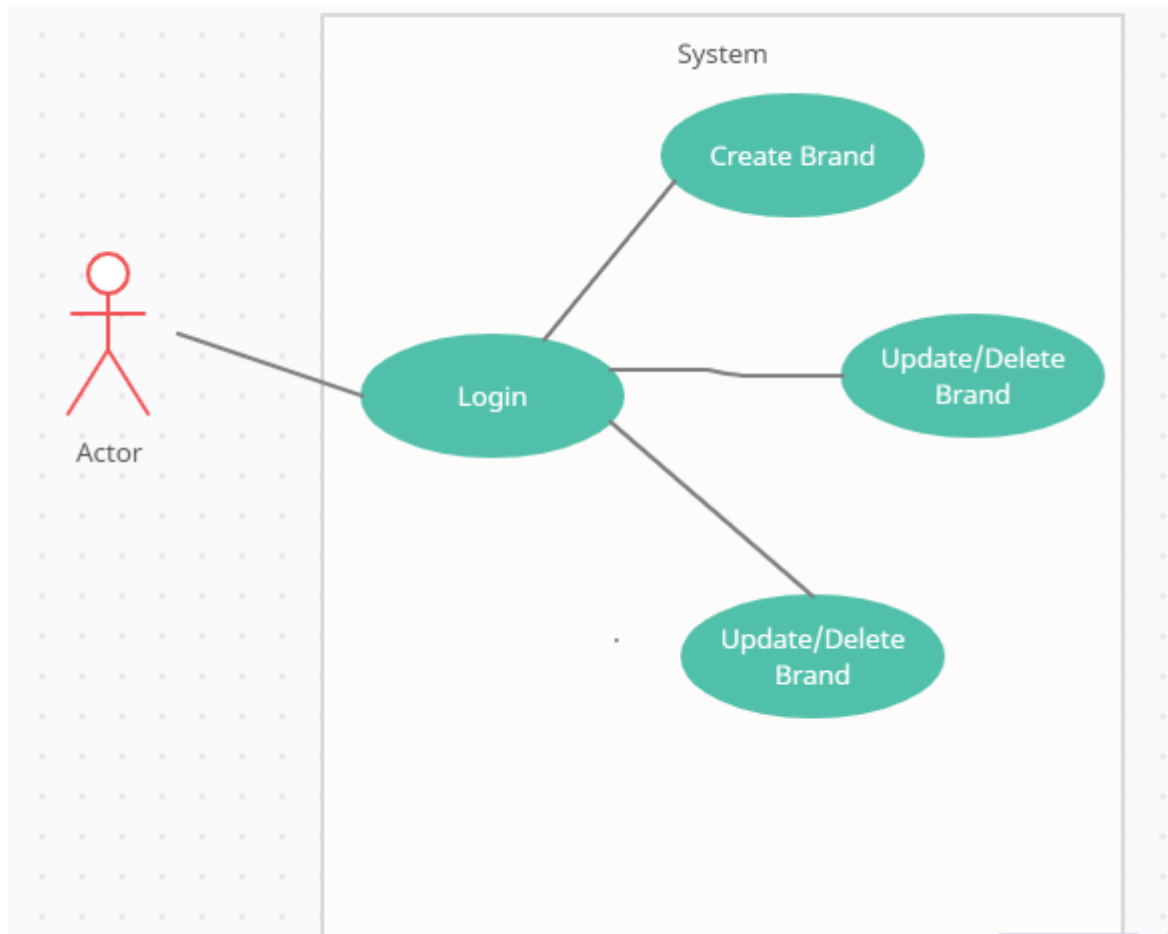 System
Create Brand
Update/Delete
Brand
Login
Actor
Update/Delete
Brand